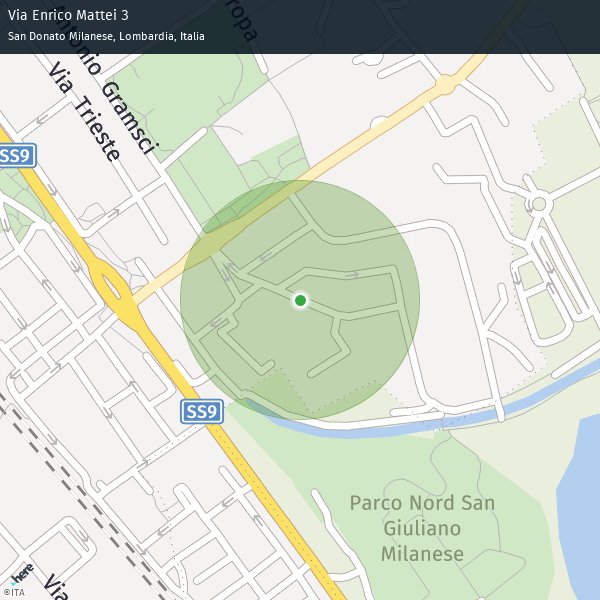 Via Enrico Mattei 3
San Donato Milanese, Lombardia, Italia
ropa
Antonio Gramsci
Via Trieste
SS9
SS9
Parco Nord San
Giuliano
Milanese
here
Via
©ITA